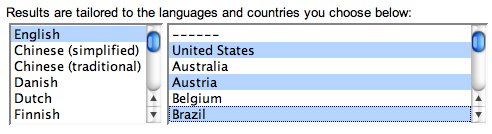 Results are tailored to the languages and countries you choose below:
English
Chinese (simplified)
Chinese (traditional)
Danish
Dutch
Finnish
------
United States
Australia
Austria
Belgium
Brazil